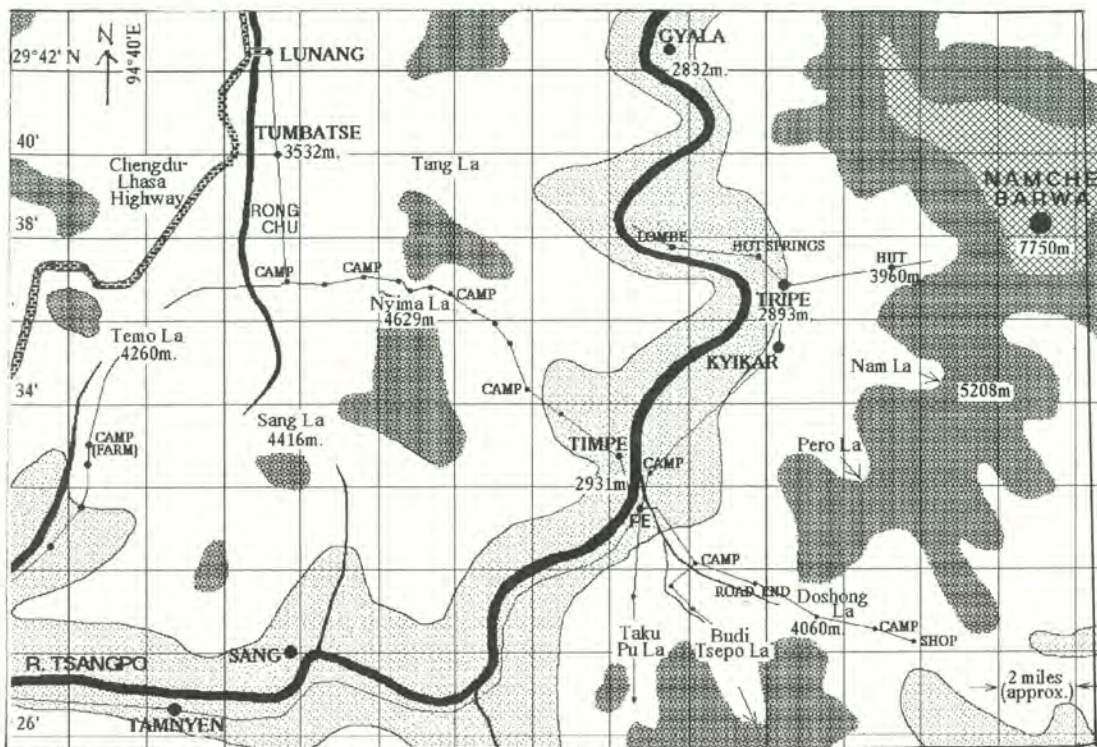 N
29°42' N
94°40'E
LUNANG
GYALA
2832m.
TUMBATSE
3532m.
40'
Chengdu-
Lhasa
Highway
Tang La
NAMCHE
BARWA
7750m.
RONG
CHU
38'
LOMBE
HOT SPRINGS
HUT
3960m.
CAMP
CAMP
CAMP
Nyima La
4629m
TRIPE
2893m.
Temo La
4260m.
KYIKAR
Nam La
5208m
34'
CAMP
Sang La
4416m.
CAMP
(FARM)
TIMPE
2931m.
CAMP
Pero La
PE
CAMP
ROAD END
Doshong
La
4060m.
CAMP
SHOP
Taku
Pu La
Budi
Tsepo La
SANG
R. TSANGPO
TAMNYEN
26'
2 miles
(approx.)